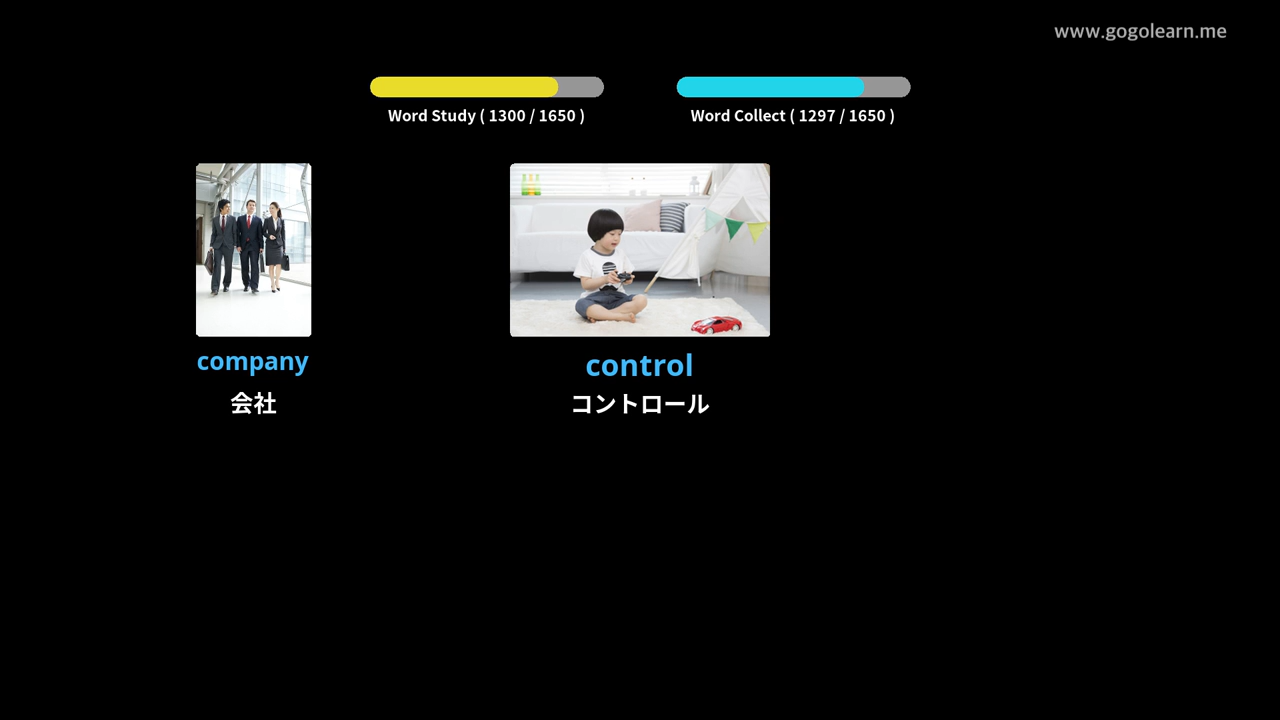 www.gogolearn.me
Word Study ( 1300 / 1650 )
Word Collect ( 1297 / 1650 )
company
会社
control
コントロール